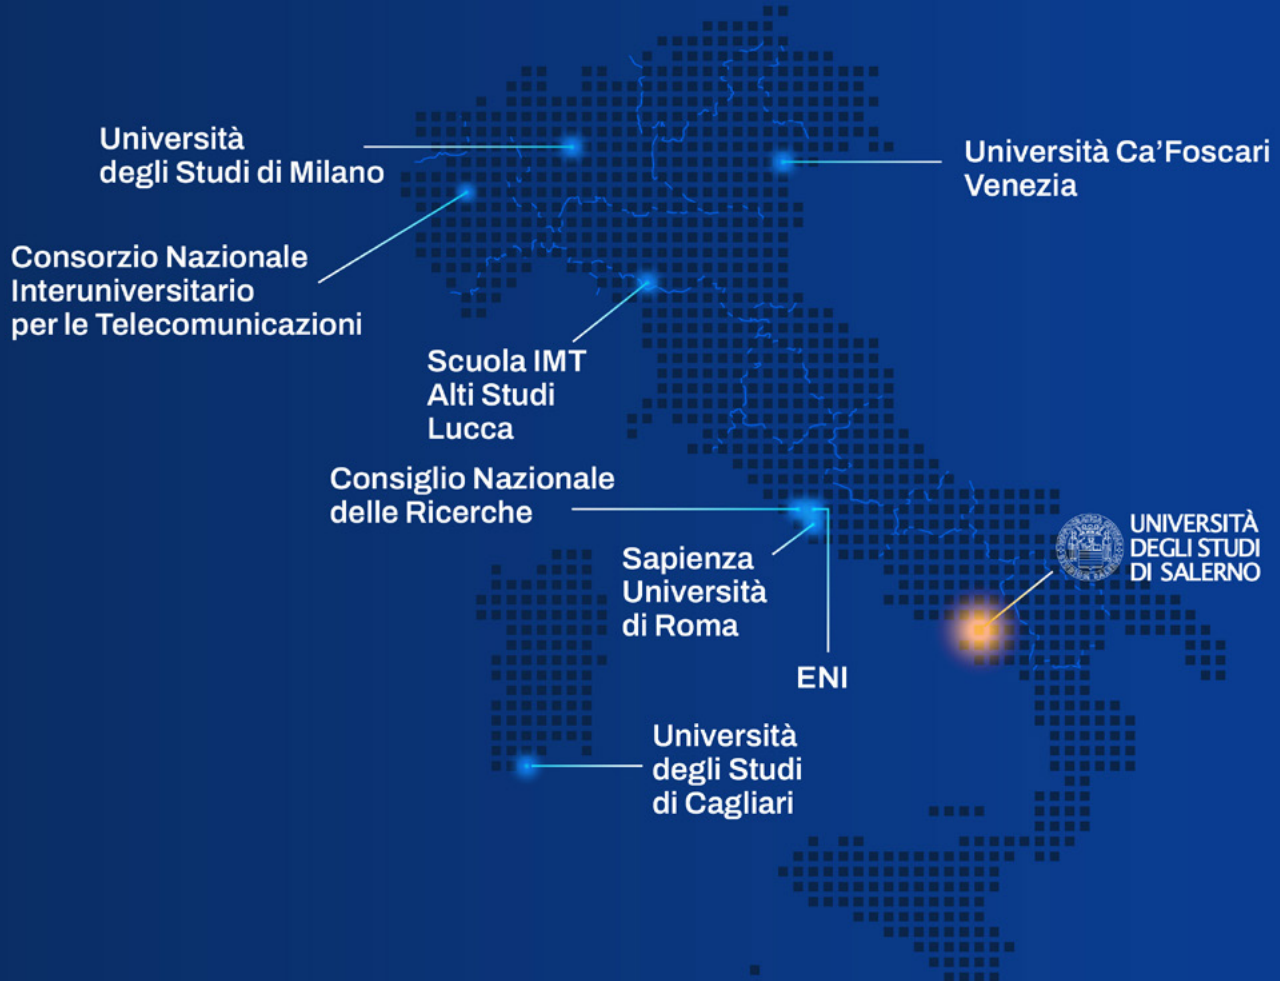 Università
degli Studi di Milano
Università Ca'Foscari
Venezia
Consorzio Nazionale
Interuniversitario
per le Telecomunicazioni
Scuola IMT
Alti Studi
Lucca
Consiglio Nazionale
delle Ricerche
UNIVERSITÀ
DEGLI STUDI
DI SALERNO
Sapienza
Università
di Roma
ENI
Università
degli Studi
di Cagliari